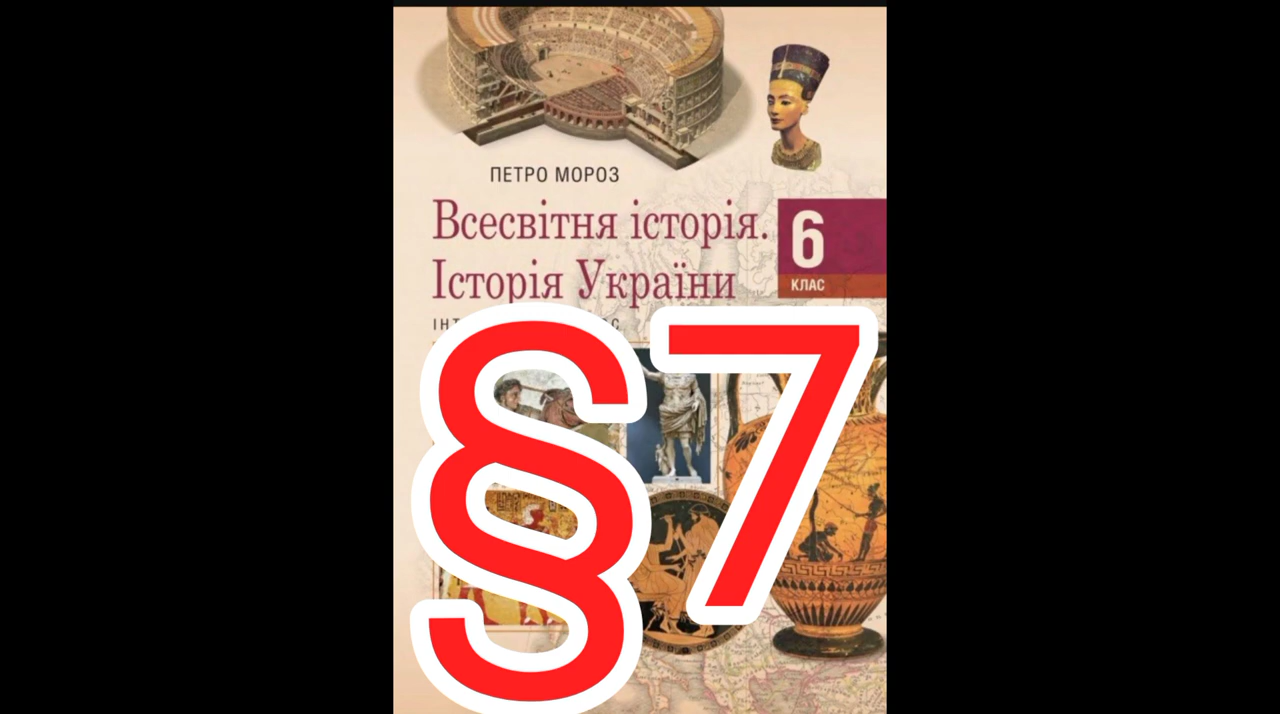 ПЕТРО МОРОЗ
Всесвітня історія.
Історія України
6
КЛАС
§7